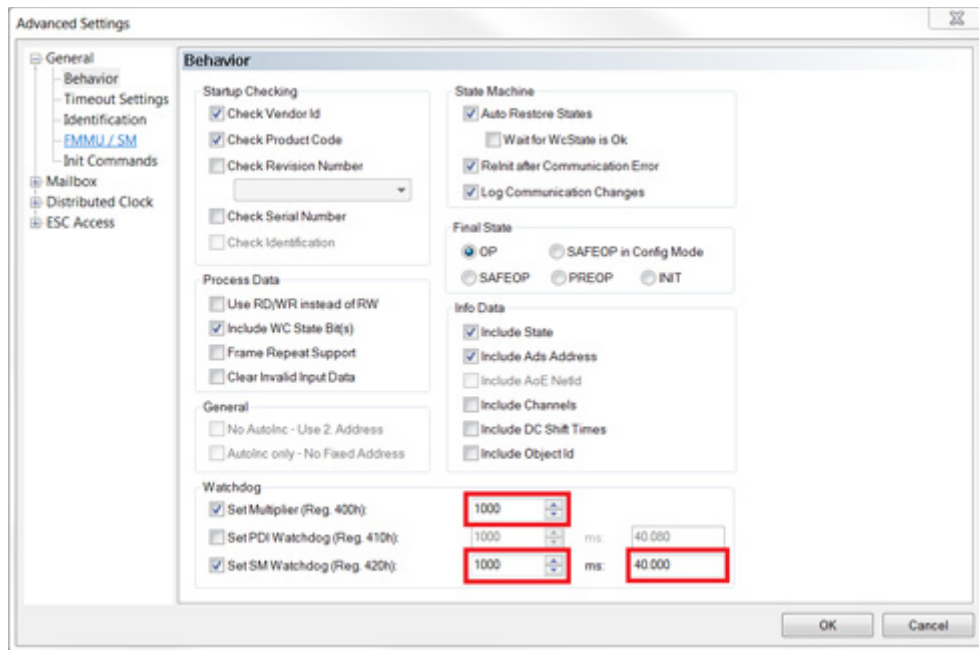 Advanced Settings
General
Behavior
Timeout Settings
Identification
FMMU / SM
Init Commands
Mailbox
Distributed Clock
ESC Access
Behavior
Startup Checking
Check Vendor Id
Check Product Code
Check Revision Number
Check Serial Number
Check Identification
Process Data
Use RD/WR instead of RW
Include WC State Bit(s)
Frame Repeat Support
Clear Invalid Input Data
General
No AutoInc - Use 2. Address
AutoInc only - No Fixed Address
State Machine
Auto Restore States
Wait for WcState is Ok
ReInit after Communication Error
Log Communication Changes
Final State
OP SAFEOP in Config Mode
SAFEOP PREOP INIT
Info Data
Include State
Include Ads Address
Include AoE NetId
Include Channels
Include DC Shift Times
Include Object Id
Watchdog
Set Multiplier (Reg. 400h): 1000
Set PDI Watchdog (Reg. 410h): 1000 ms: 40.080
Set SM Watchdog (Reg. 420h): 1000 ms: 40.000
OK Cancel